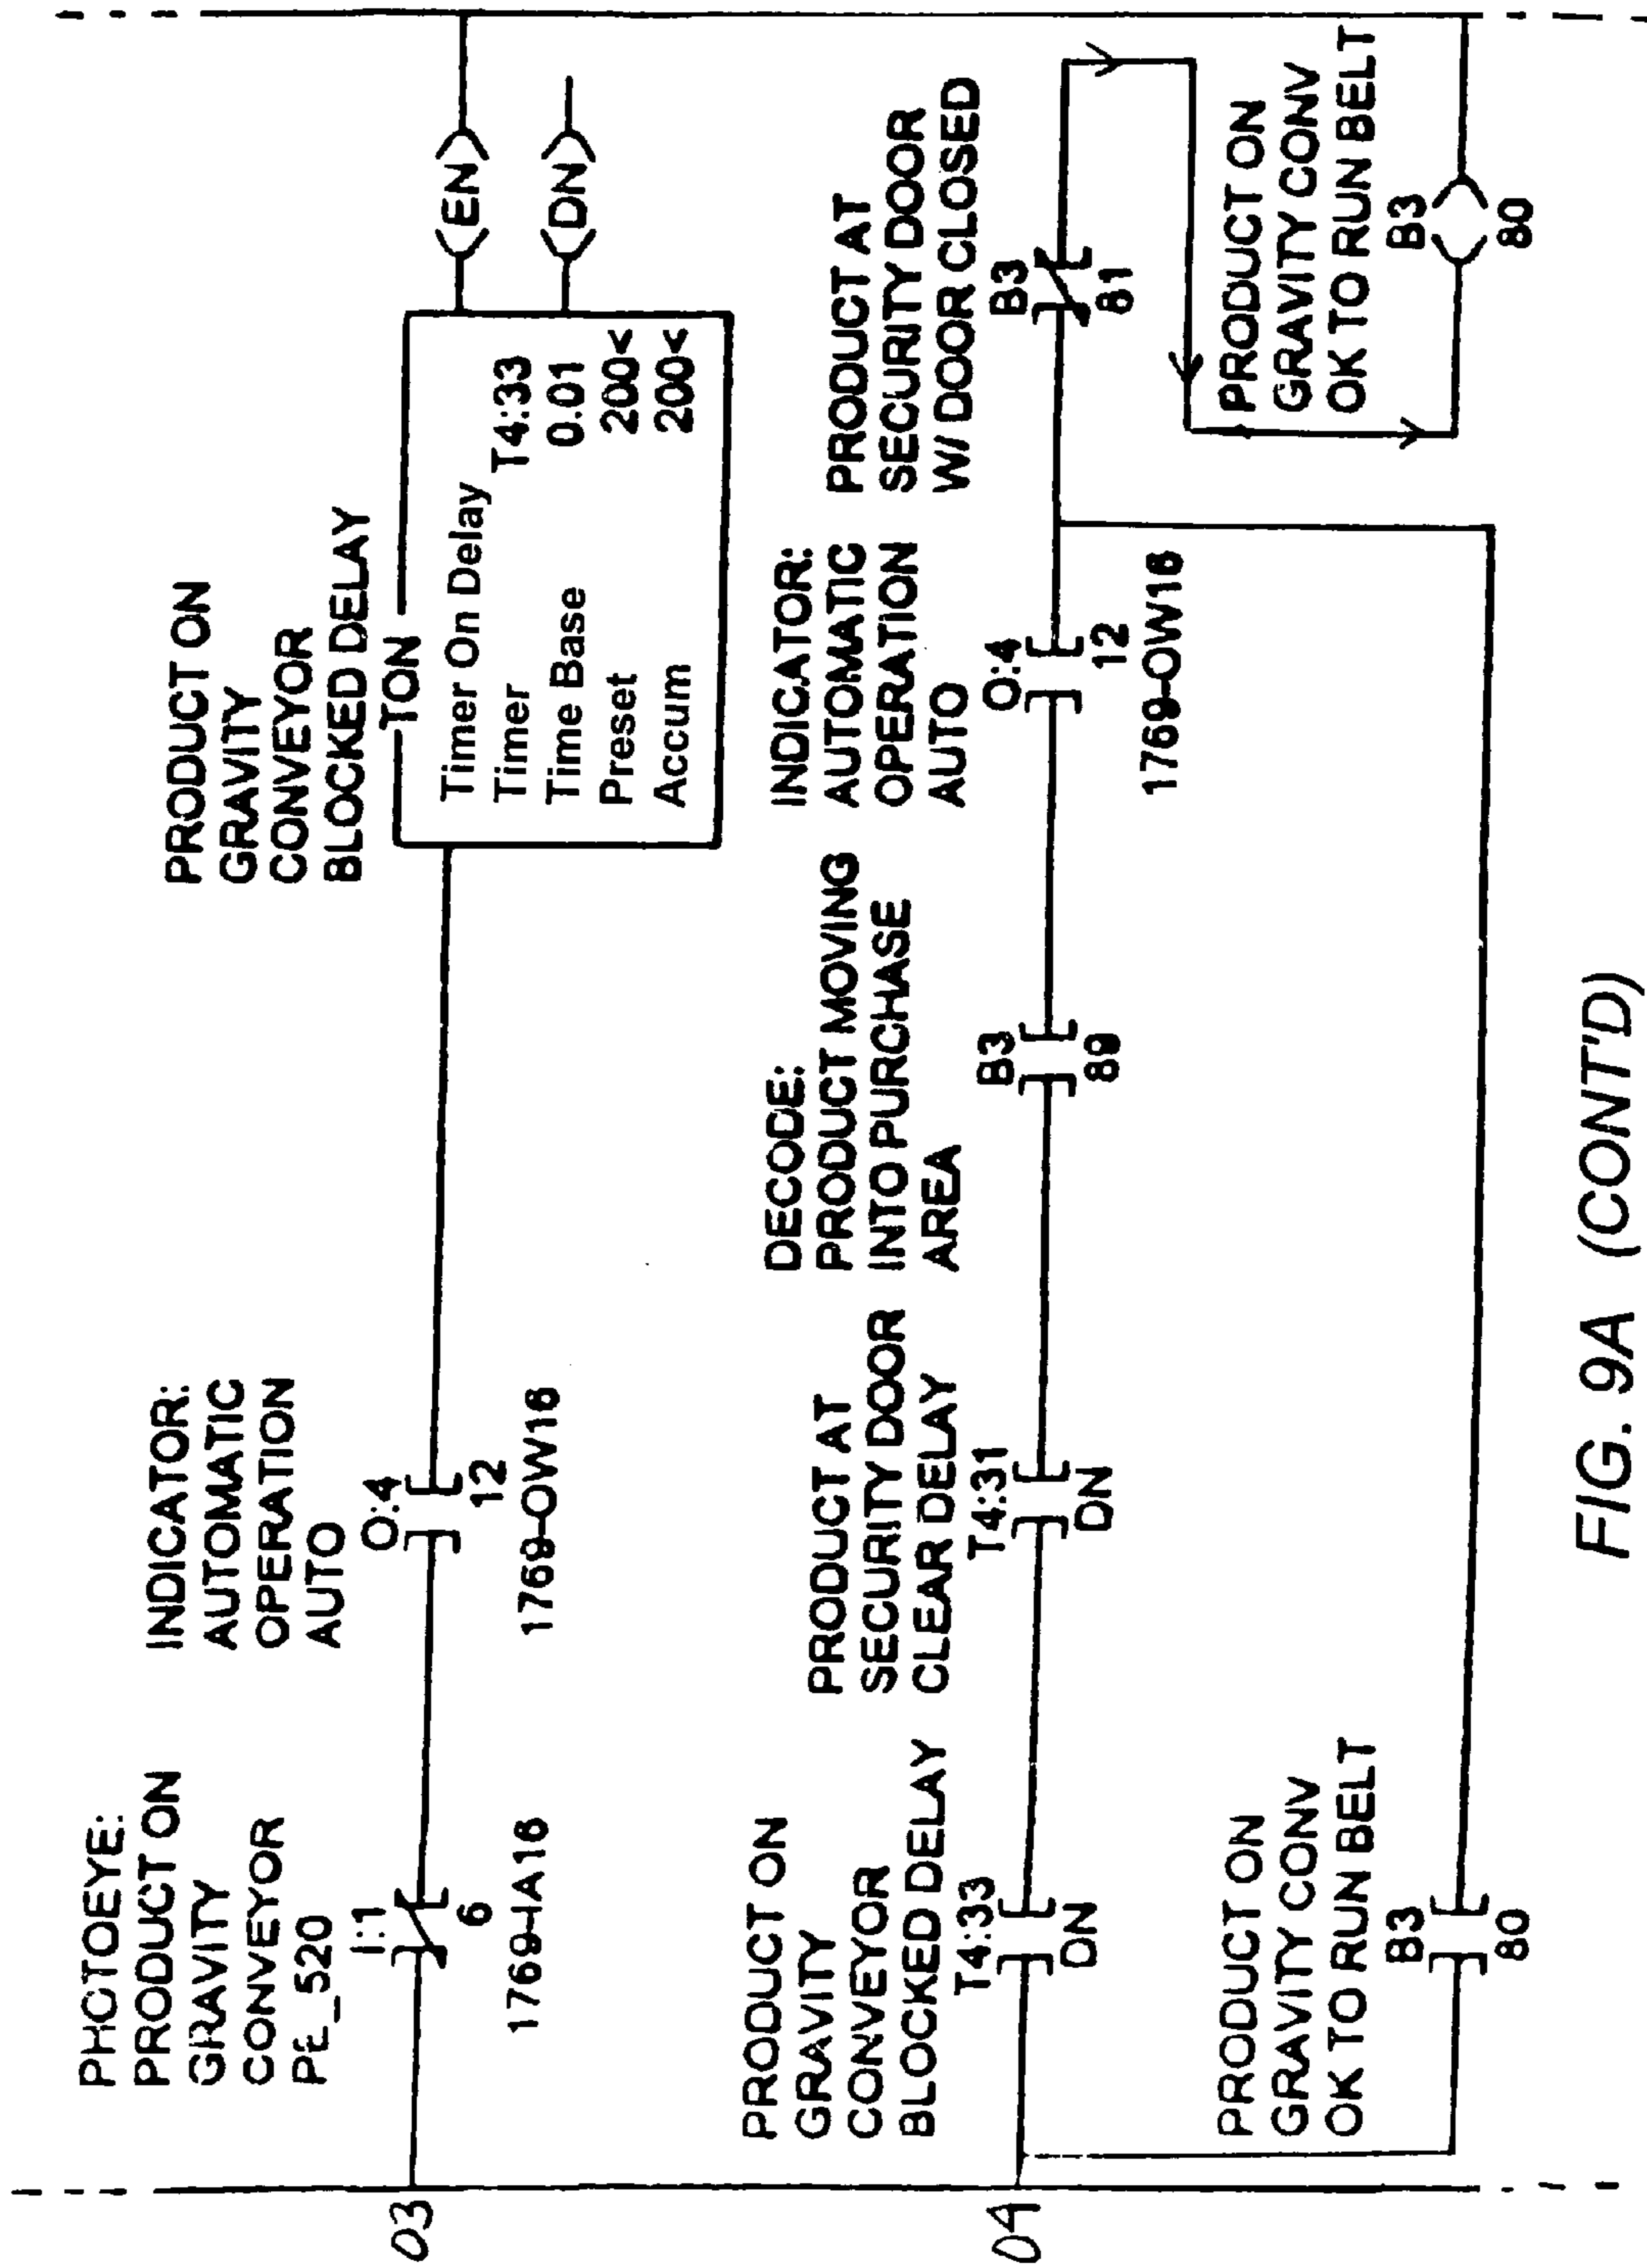 PHOTOEYE:
PRODUCT ON
GRAVITY
CONVEYOR
PE_520
I:1
6
1769-IA16
INDICATOR:
AUTOMATIC
OPERATION
AUTO
O:4
12
1769-OW16
PRODUCT ON
GRAVITY
CONVEYOR
BLOCKED DELAY
TON
Timer On Delay
Timer T4:33
Time Base 0.01
Preset 200<
Accum 200<
EN
DN
03
PRODUCT ON
GRAVITY
CONVEYOR
BLOCKED DELAY
T4:33
DN
PRODUCT AT
SECURITY DOOR
CLEAR DELAY
T4:31
DN
DECODE:
PRODUCT MOVING
INTO PURCHASE
AREA
B3
89
INDICATOR:
AUTOMATIC
OPERATION
AUTO
O:4
12
1769-OW16
PRODUCT AT
SECURITY DOOR
W/ DOOR CLOSED
B3
81
04
PRODUCT ON
GRAVITY CONV
OK TO RUN BELT
B3
80
PRODUCT ON
GRAVITY CONV
OK TO RUN BELT
B3
80
FIG. 9A (CONT'D)